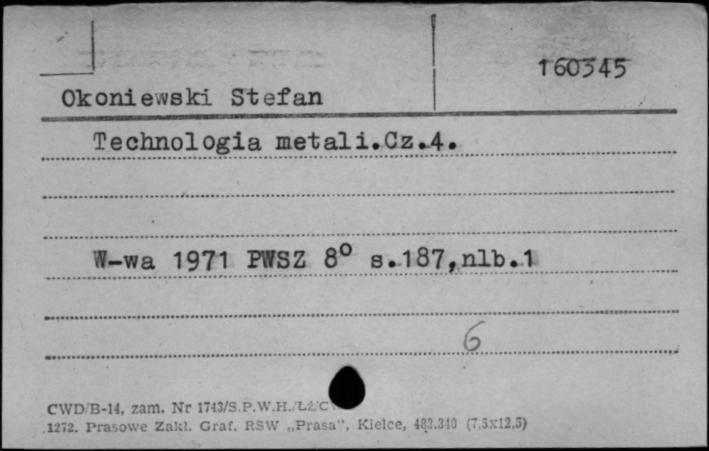 160345
Okoniewski Stefan
Technologia metali.Cz.4.
W-wa 1971 PWSZ 8° s.187,nlb.1
6
CWD/B-14, zam. Nr 1743/S.P.W.H./
1272. Prasowe Zakł. Graf. RSW „Prasa", Kielce, 483.340 (7,5x12,5)